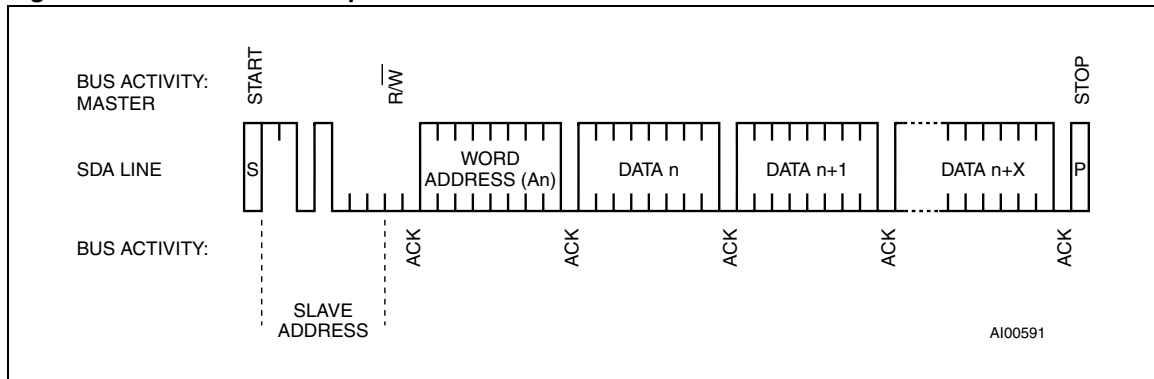 START
R/W
STOP
BUS ACTIVITY:
MASTER
SDA LINE
S
WORD
ADDRESS (An)
DATA n
DATA n+1
DATA n+X
P
BUS ACTIVITY:
ACK
ACK
ACK
ACK
ACK
SLAVE
ADDRESS
AI00591